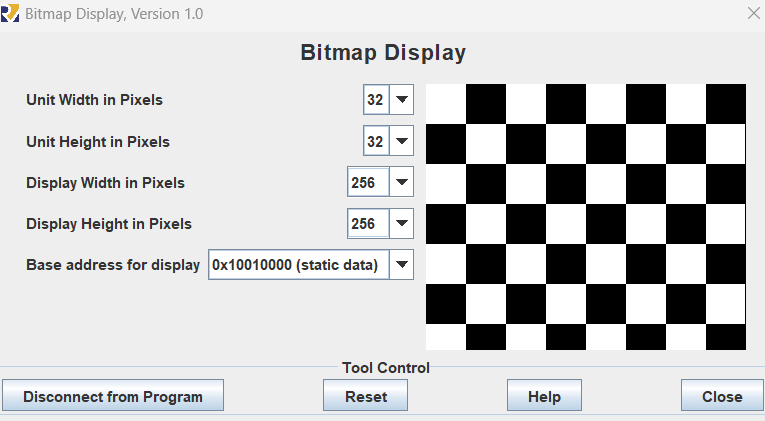 Bitmap Display, Version 1.0
Bitmap Display
Unit Width in Pixels 32
Unit Height in Pixels 32
Display Width in Pixels 256
Display Height in Pixels 256
Base address for display 0x10010000 (static data)
Tool Control
Disconnect from Program Reset Help Close